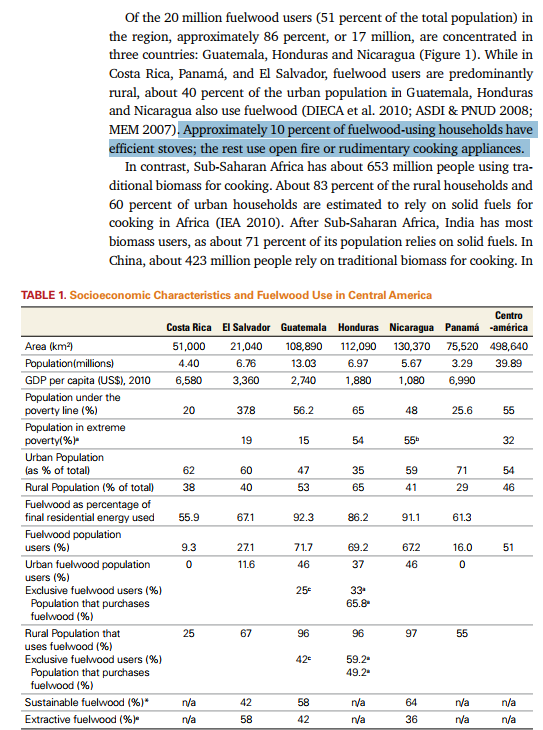 Of the 20 million fuelwood users (51 percent of the total population) in
the region, approximately 86 percent, or 17 million, are concentrated in
three countries: Guatemala, Honduras and Nicaragua (Figure 1). While in
Costa Rica, Panamá, and El Salvador, fuelwood users are predominantly
rural, about 40 percent of the urban population in Guatemala, Honduras
and Nicaragua also use fuelwood (DIECA et al. 2010; ASDI & PNUD 2008;
MEM 2007). Approximately 10 percent of fuelwood-using households have
efficient stoves; the rest use open fire or rudimentary cooking appliances.
In contrast, Sub-Saharan Africa has about 653 million people using tra-
ditional biomass for cooking. About 83 percent of the rural households and
60 percent of urban households are estimated to rely on solid fuels for
cooking in Africa (IEA 2010). After Sub-Saharan Africa, India has most
biomass users, as about 71 percent of its population relies on solid fuels. In
China, about 423 million people rely on traditional biomass for cooking. In
TABLE 1. Socioeconomic Characteristics and Fuelwood Use in Central America
Centro
Costa Rica El Salvador Guatemala Honduras Nicaragua Panamá -américa
Area (km²) 51,000 21,040 108,890 112,090 130,370 75,520 498,640
Population(millions) 4.40 6.76 13.03 6.97 5.67 3.29 39.89
GDP per capita (US$), 2010 6,580 3,360 2,740 1,880 1,080 6,990
Population under the
poverty line (%) 20 37.8 56.2 65 48 25.6 55
Population in extreme
poverty(%)ᵃ 19 15 54 55ᵇ 32
Urban Population
(as % of total) 62 60 47 35 59 71 54
Rural Population (% of total) 38 40 53 65 41 29 46
Fuelwood as percentage of
final residential energy used 55.9 67.1 92.3 86.2 91.1 61.3
Fuelwood population
users (%) 9.3 27.1 71.7 69.2 67.2 16.0 51
Urban fuelwood population 0 11.6 46 37 46 0
users (%)
Exclusive fuelwood users (%) 25ᶜ 33ᵃ
Population that purchases 65.8ᵃ
fuelwood (%)
Rural Population that 25 67 96 96 97 55
uses fuelwood (%)
Exclusive fuelwood users (%) 42ᶜ 59.2ᵃ
Population that purchases 49.2ᵃ
fuelwood (%)
Sustainable fuelwood (%)* n/a 42 58 n/a 64 n/a n/a
Extractive fuelwood (%)ᵉ n/a 58 42 n/a 36 n/a n/a